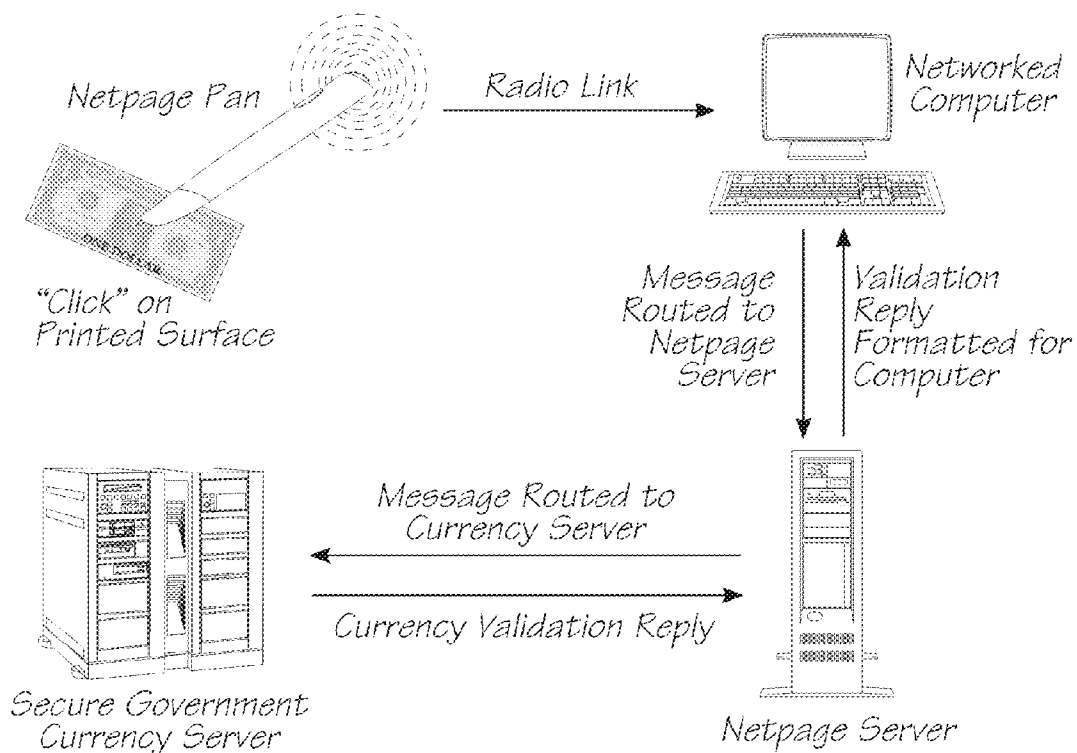 Netpage Pan
Radio Link
Networked
Computer
"Click" on
Printed Surface
Message
Routed to
Netpage
Server
Validation
Reply
Formatted for
Computer
Message Routed to
Currency Server
Currency Validation Reply
Secure Government
Currency Server
Netpage Server